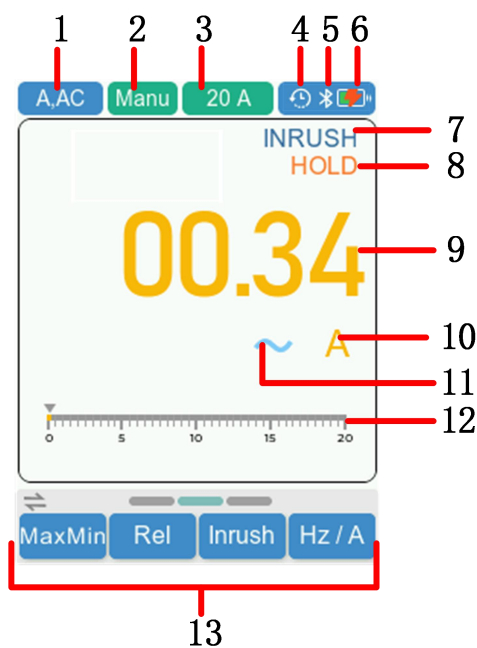 1 2 3 4 5 6
A,AC Manu 20 A
INRUSH 7
HOLD 8
00.34 9
A 10
11
12
0 5 10 15 20
MaxMin Rel Inrush Hz / A
13